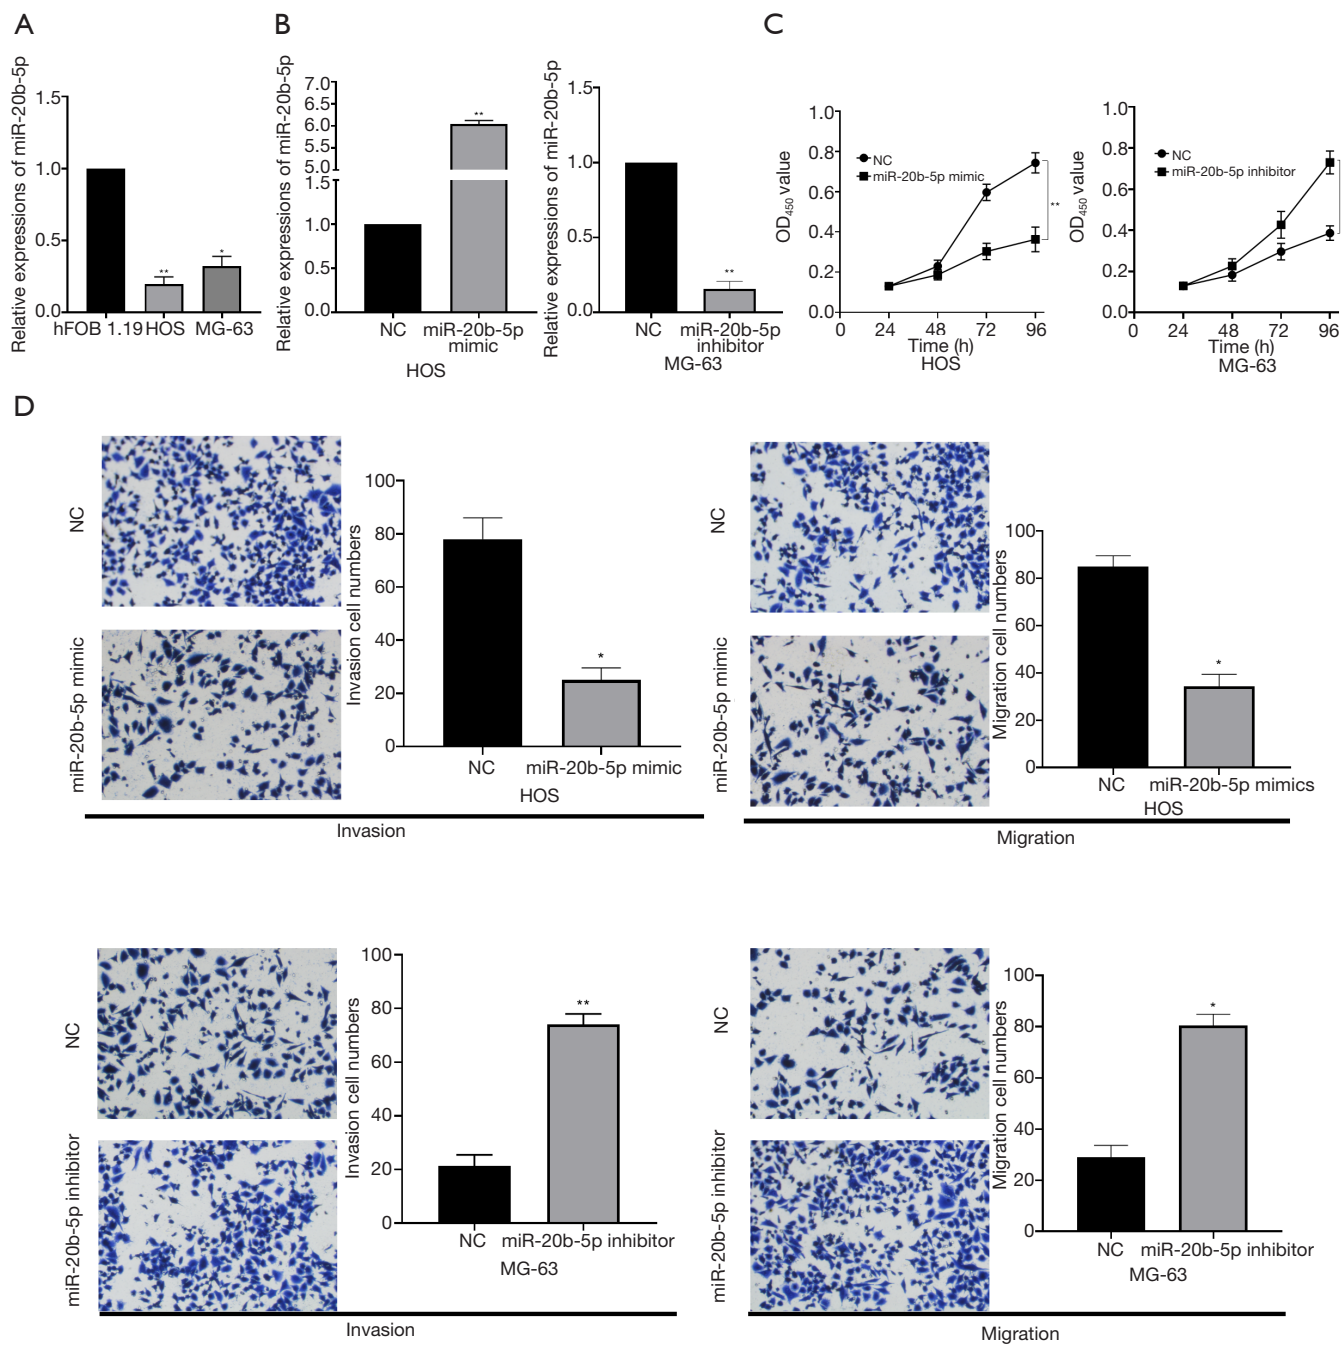 A
Relative expressions of miR-20b-5p
1.5
1.0
0.5
0.0
**
*
hFOB 1.19 HOS MG-63
B
Relative expressions of miR-20b-5p
7.0
6.5
6.0
5.5
5.0
1.5
1.0
0.5
0.0
**
NC miR-20b-5p
mimic
HOS
Relative expressions of miR-20b-5p
1.5
1.0
0.5
0.0
**
NC miR-20b-5p
inhibitor
MG-63
C
OD450 value
1.0
0.8
0.6
0.4
0.2
0.0
NC
miR-20b-5p mimic
**
0 24 48 72 96
Time (h)
HOS
OD450 value
1.0
0.8
0.6
0.4
0.2
0.0
NC
miR-20b-5p inhibitor
0 24 48 72 96
Time (h)
MG-63
D
NC
miR-20b-5p mimic
Invasion cell numbers
100
80
60
40
20
0
*
NC miR-20b-5p mimic
HOS
Invasion
NC
miR-20b-5p mimic
Migration cell numbers
100
80
60
40
20
0
*
NC miR-20b-5p mimics
HOS
Migration
NC
miR-20b-5p inhibitor
Invasion cell numbers
100
80
60
40
20
0
**
NC miR-20b-5p inhibitor
MG-63
Invasion
NC
miR-20b-5p inhibitor
Migration cell numbers
100
80
60
40
20
0
*
NC miR-20b-5p inhibitor
MG-63
Migration